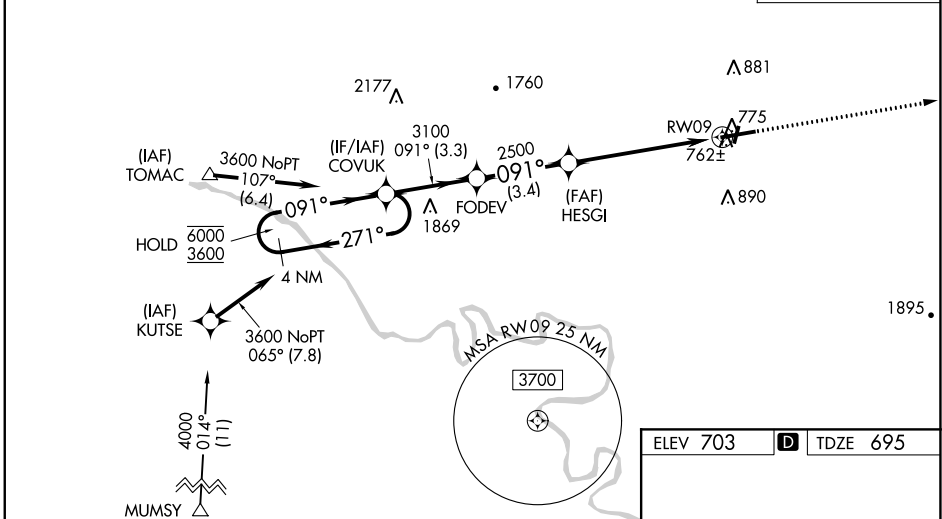 881
2177
1760
775
RW09
762±
3100
091° (3.3)
(IF/IAF)
COVUK
2500
091°
(3.4)
(IAF)
TOMAC
3600 NoPT
107°
(6.4)
091°
FODEV
(FAF)
HESGI
890
1869
HOLD
6000
3600
271°
4 NM
(IAF)
KUTSE
3600 NoPT
065° (7.8)
1895
MSA RW09 25 NM
3700
4000
014°
(11)
MUMSY
ELEV 703 D TDZE 695